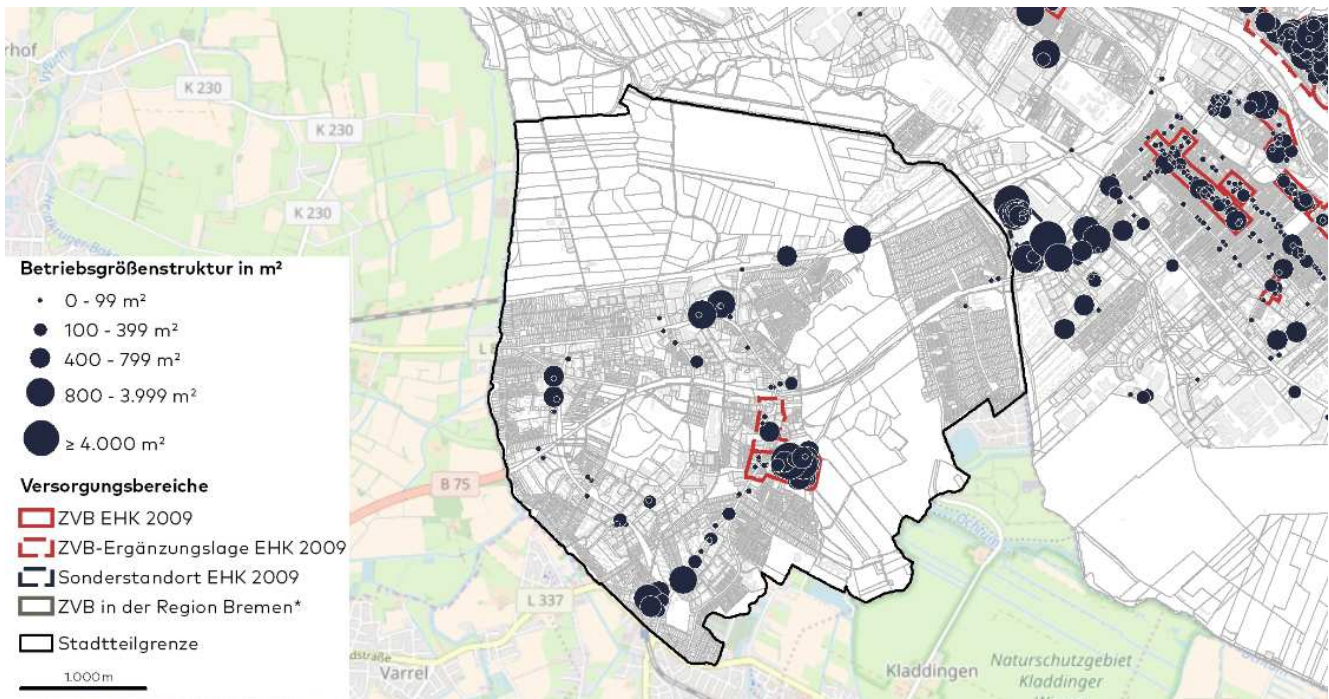 K 230
K 230
K 230
Betriebsgrößenstruktur in m²
0 - 99 m²
100 - 399 m²
400 - 799 m²
800 - 3.999 m²
≥ 4.000 m²
B 75
Versorgungsbereiche
ZVB EHK 2009
ZVB-Ergänzungslage EHK 2009
Sonderstandort EHK 2009
ZVB in der Region Bremen*
L 337
Stadtteilgrenze
1.000 m
Varrel
Kladdingen
Naturschutzgebiet
Kladdinger